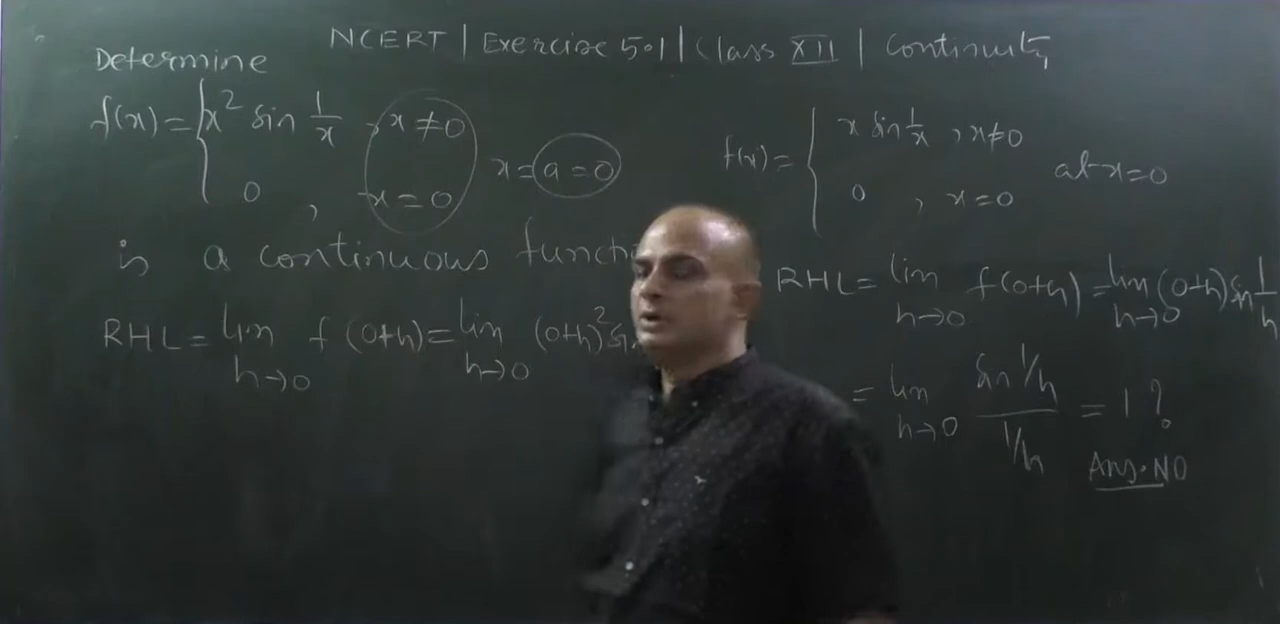 NCERT | Exercise 5.1 | Class XII | Continuity
Determine
f(x) = { x² sin 1/x , x ≠ 0
0 , x = 0
x = a = 0
is a continuous
RHL = lim h→0 f(0+h) = lim h→0 (0+h)²
f(x) = { x sin 1/x , x ≠ 0
0 , x = 0
at x = 0
RHL = lim h→0 f(0+h) = lim h→0 (0+h) sin 1/h
= lim h→0 (sin 1/h)/(1/h) = 1 ?
Ans. NO